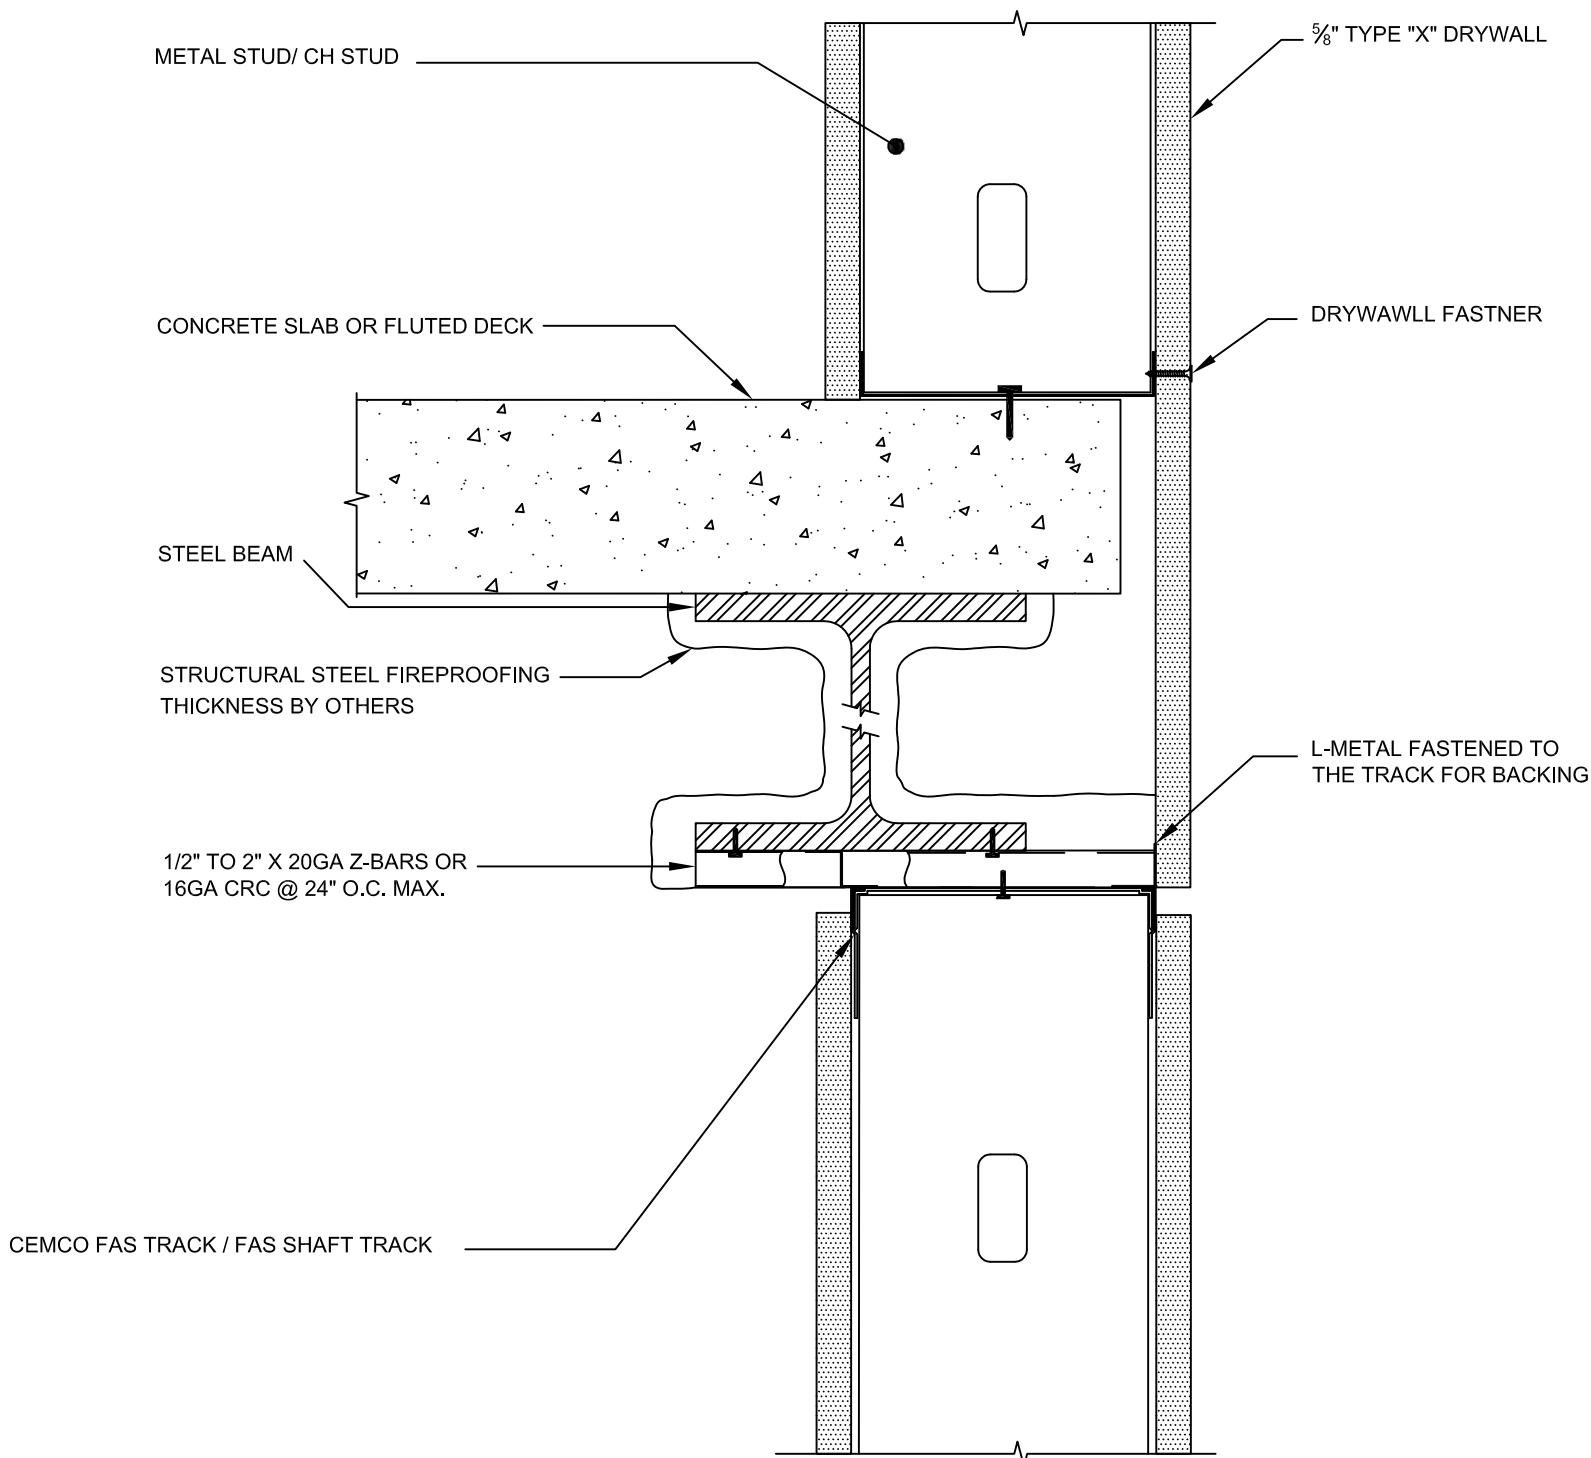 METAL STUD/ CH STUD
⅝" TYPE "X" DRYWALL
CONCRETE SLAB OR FLUTED DECK
DRYWAWLL FASTNER
STEEL BEAM
STRUCTURAL STEEL FIREPROOFING
THICKNESS BY OTHERS
L-METAL FASTENED TO
THE TRACK FOR BACKING
1/2" TO 2" X 20GA Z-BARS OR
16GA CRC @ 24" O.C. MAX.
CEMCO FAS TRACK / FAS SHAFT TRACK